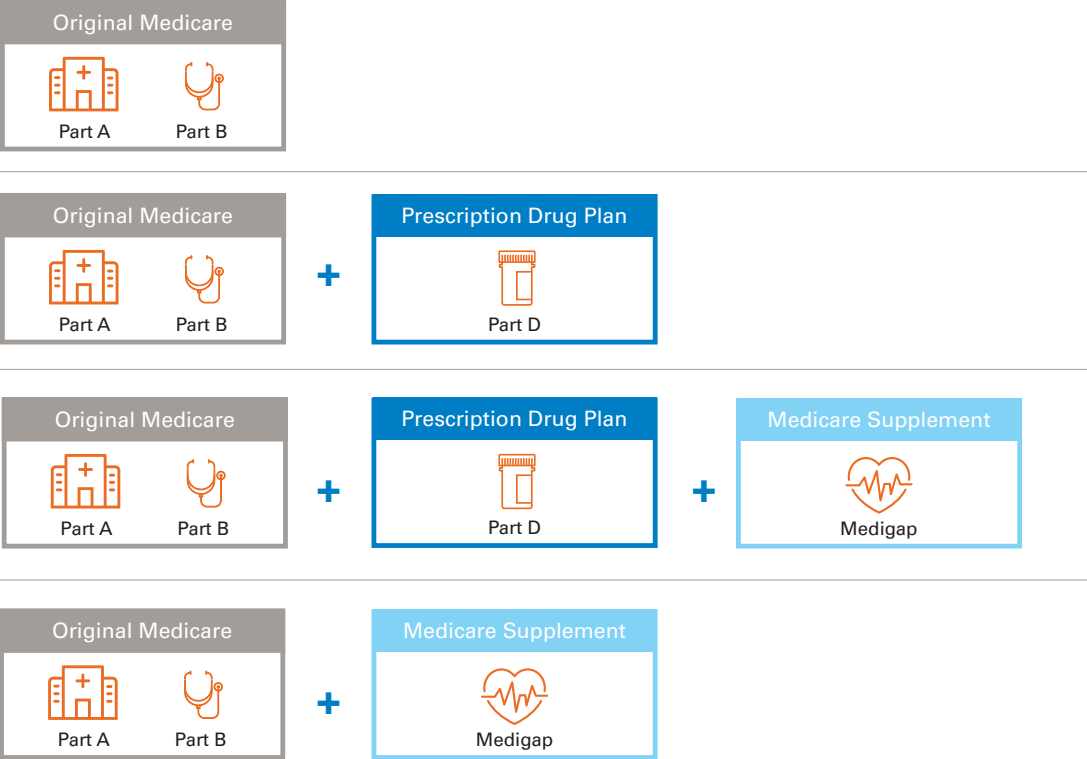 Original Medicare
Part A Part B
Original Medicare Prescription Drug Plan
+
Part A Part B Part D
Original Medicare Prescription Drug Plan Medicare Supplement
+ +
Part A Part B Part D Medigap
Original Medicare Medicare Supplement
+
Part A Part B Medigap